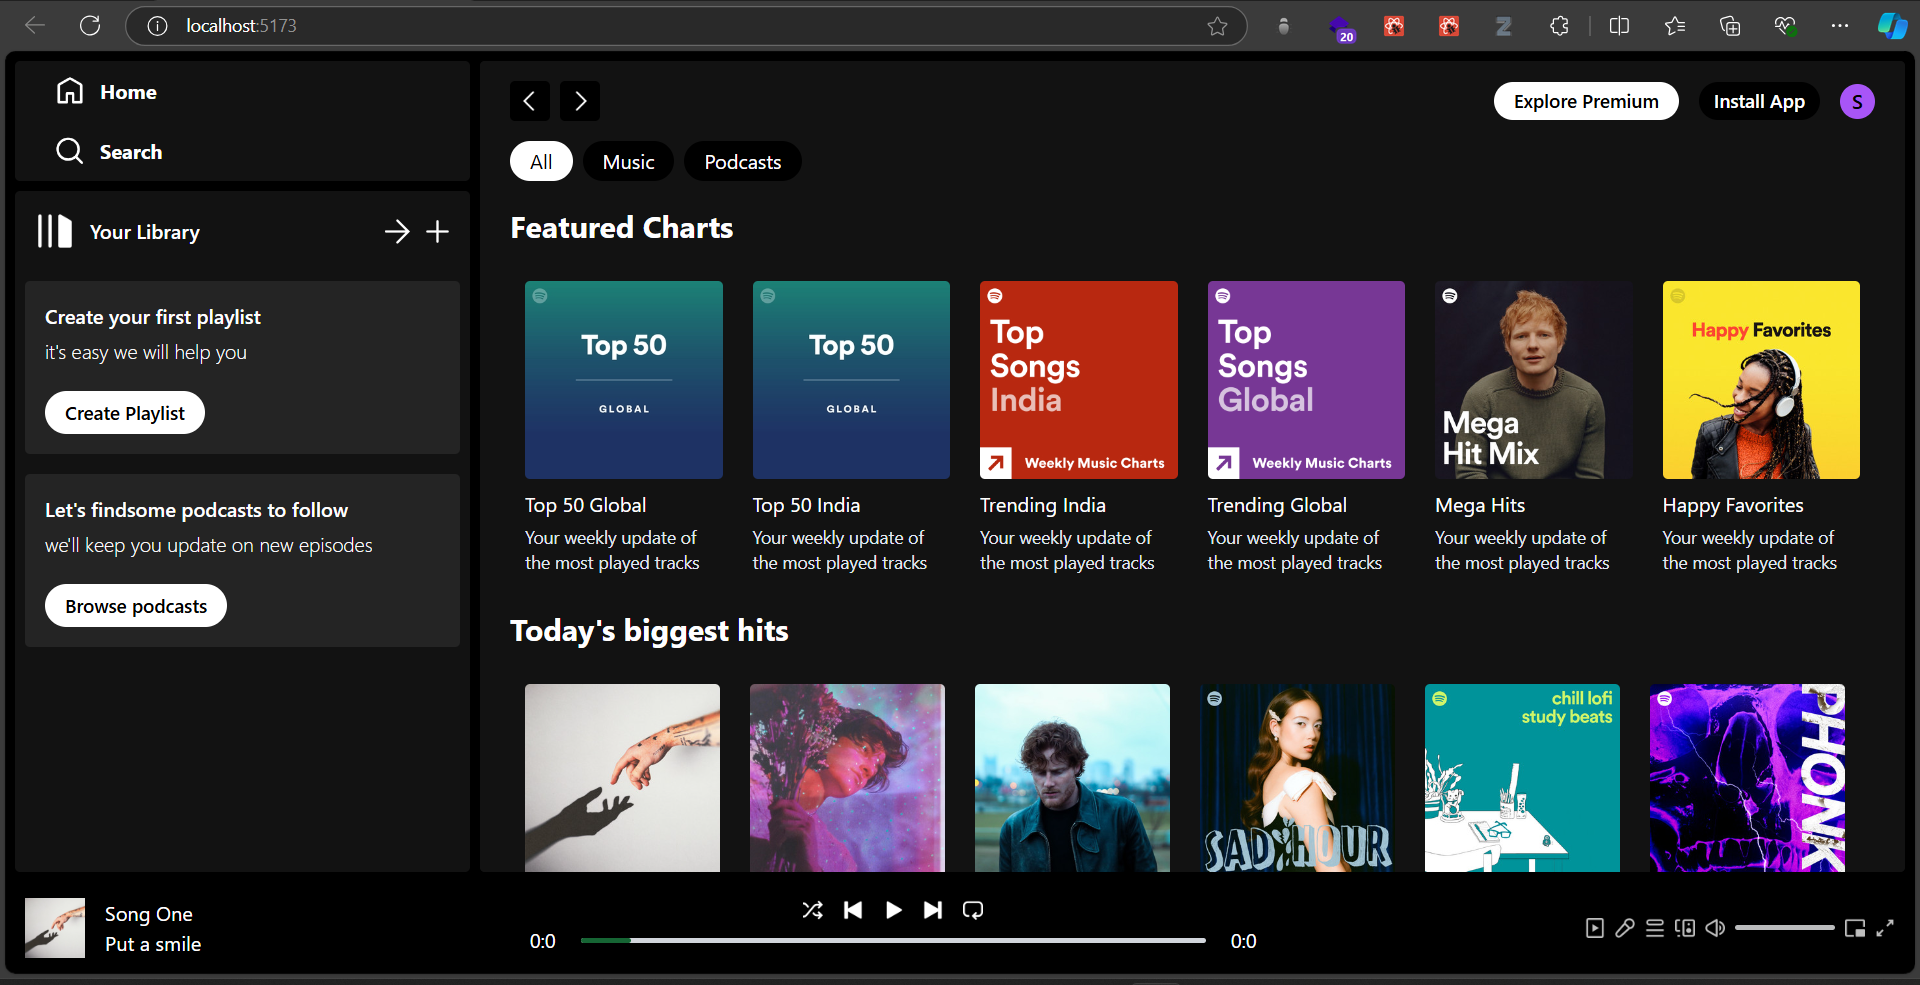 localhost:5173
20
Home
Search
Your Library
Create your first playlist
it's easy we will help you
Create Playlist
Let's findsome podcasts to follow
we'll keep you update on new episodes
Browse podcasts
Explore Premium
Install App
S
All
Music
Podcasts
Featured Charts
Top 50
GLOBAL
Top 50 Global
Your weekly update of
the most played tracks
Top 50
GLOBAL
Top 50 India
Your weekly update of
the most played tracks
Top
Songs
India
Weekly Music Charts
Trending India
Your weekly update of
the most played tracks
Top
Songs
Global
Weekly Music Charts
Trending Global
Your weekly update of
the most played tracks
Mega
Hit Mix
Mega Hits
Your weekly update of
the most played tracks
Happy Favorites
Happy Favorites
Your weekly update of
the most played tracks
Today's biggest hits
SAD HOUR
chill lofi
study beats
PHONK
Song One
Put a smile
0:0
0:0